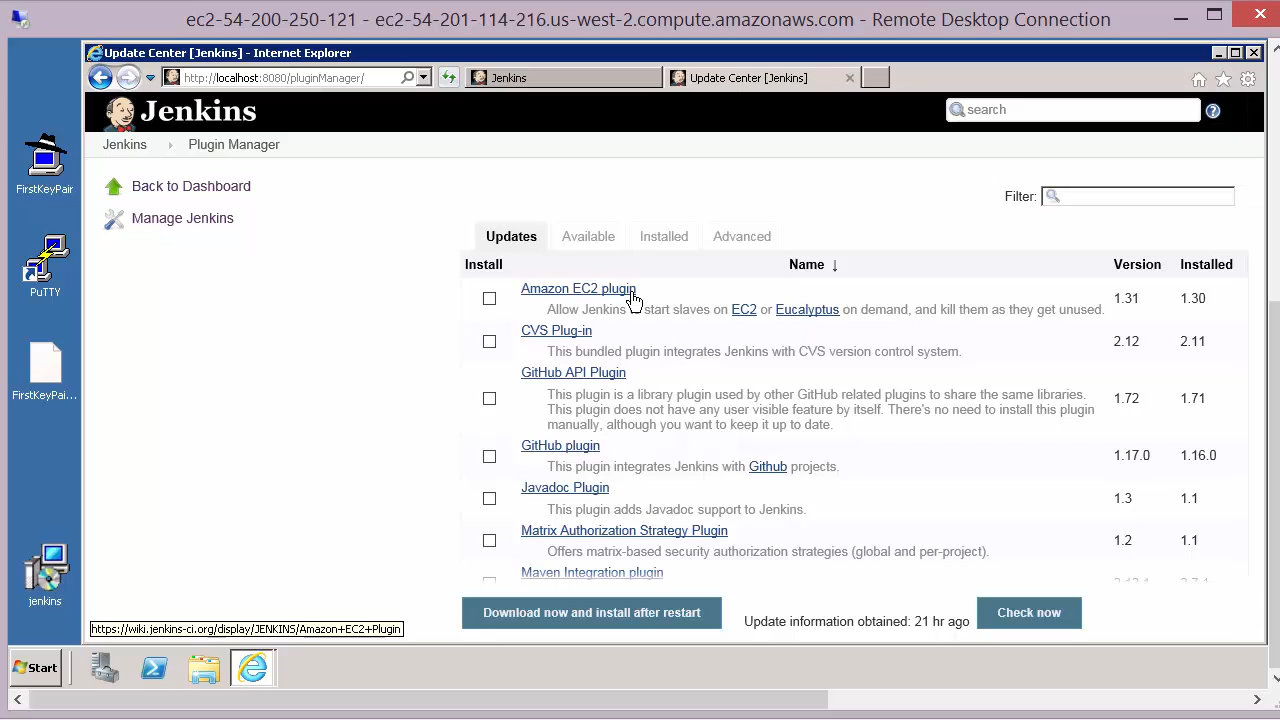 ec2-54-200-250-121 - ec2-54-201-114-216.us-west-2.compute.amazonaws.com - Remote Desktop Connection
Update Center [Jenkins] - Internet Explorer
http://localhost:8080/pluginManager/
Jenkins
Update Center [Jenkins]
Jenkins
search
Jenkins
Plugin Manager
Back to Dashboard
Manage Jenkins
Filter:
Updates
Available
Installed
Advanced
Install
Name ↓
Version
Installed
Amazon EC2 plugin
Allow Jenkins start slaves on EC2 or Eucalyptus on demand, and kill them as they get unused.
1.31
1.30
CVS Plug-in
This bundled plugin integrates Jenkins with CVS version control system.
2.12
2.11
GitHub API Plugin
This plugin is a library plugin used by other GitHub related plugins to share the same libraries.
This plugin does not have any user visible feature by itself. There's no need to install this plugin
manually, although you want to keep it up to date.
1.72
1.71
GitHub plugin
This plugin integrates Jenkins with Github projects.
1.17.0
1.16.0
Javadoc Plugin
This plugin adds Javadoc support to Jenkins.
1.3
1.1
Matrix Authorization Strategy Plugin
Offers matrix-based security authorization strategies (global and per-project).
1.2
1.1
Maven Integration plugin
Download now and install after restart
Update information obtained: 21 hr ago
Check now
https://wiki.jenkins-ci.org/display/JENKINS/Amazon+EC2+Plugin
FirstKeyPair
PuTTY
FirstKeyPai...
jenkins
Start